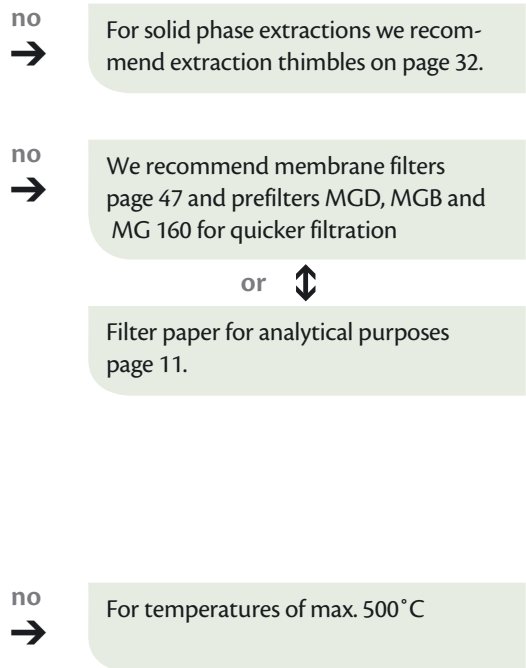 no
For solid phase extractions we recom-
mend extraction thimbles on page 32.
no
We recommend membrane filters
page 47 and prefilters MGD, MGB and
MG 160 for quicker filtration
or
Filter paper for analytical purposes
page 11.
no
For temperatures of max. 500˚C